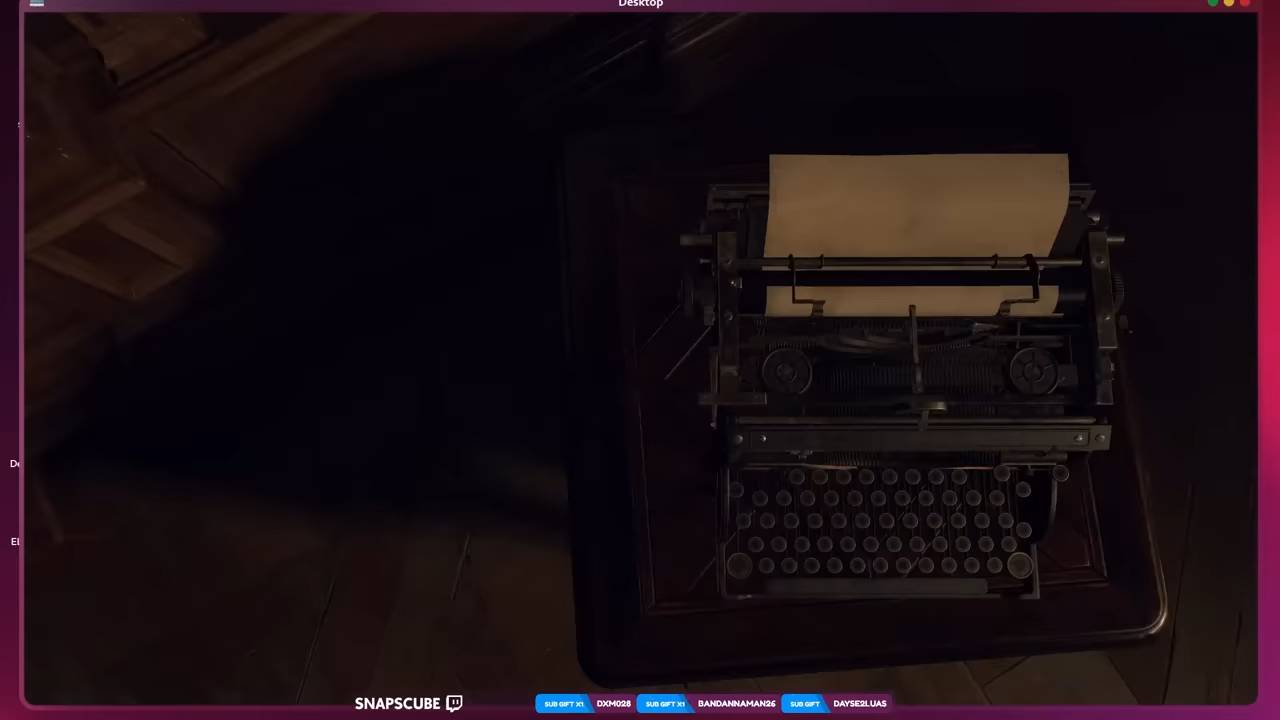 Desktop
SNAPSCUBE
SUB GIFT X1 DXM028 SUB GIFT X1 BANDANNAMAN26 SUB GIFT DAYSE2LUAS